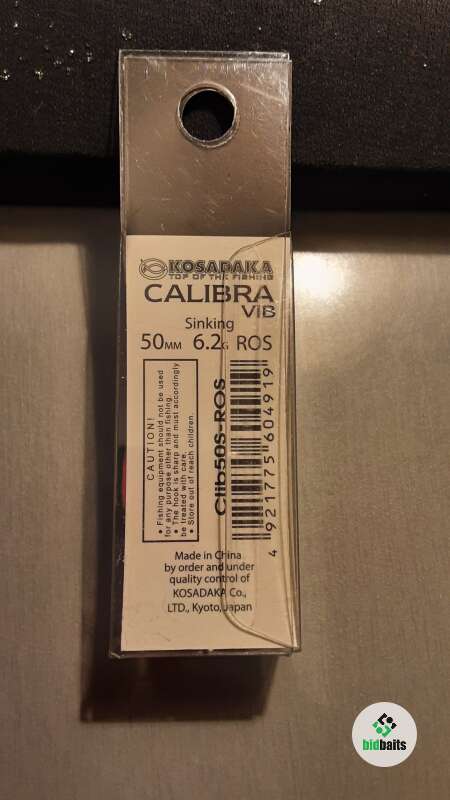 KOSADAKA
TOP OF THE FISHING
CALIBRA
VIB
Sinking
50MM 6.2G ROS
CAUTION!
• Fishing equipment should not be used
for any purpose other than fishing.
• The hook is sharp and must accordingly
be treated with care.
• Store out of reach children.
Clib50S-ROS
4 921775 604919
Made in China
by order and under
quality control of
KOSADAKA Co.,
LTD., Kyoto, Japan
bidbaits